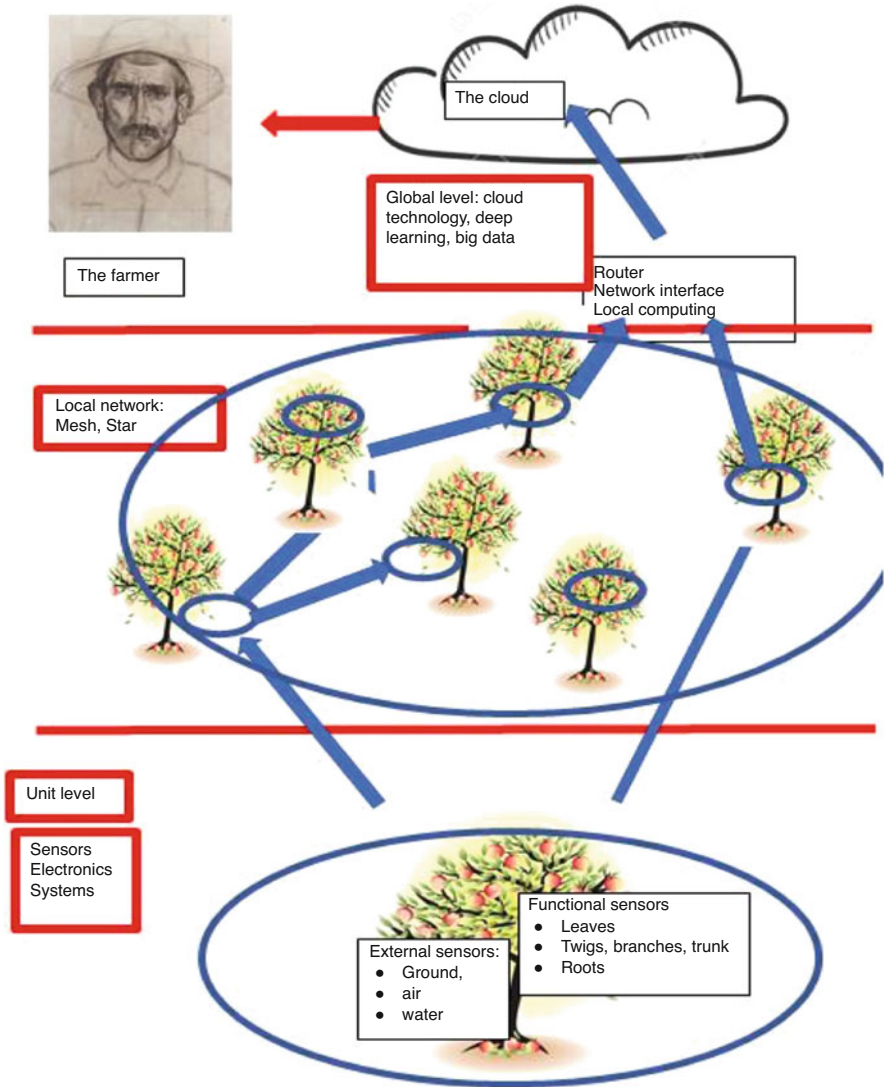 The cloud
Global level: cloud
technology, deep
learning, big data
The farmer
Router
Network interface
Local computing
Local network:
Mesh, Star
Unit level
Sensors
Electronics
Systems
Functional sensors
● Leaves
● Twigs, branches, trunk
● Roots
External sensors:
● Ground,
● air
● water